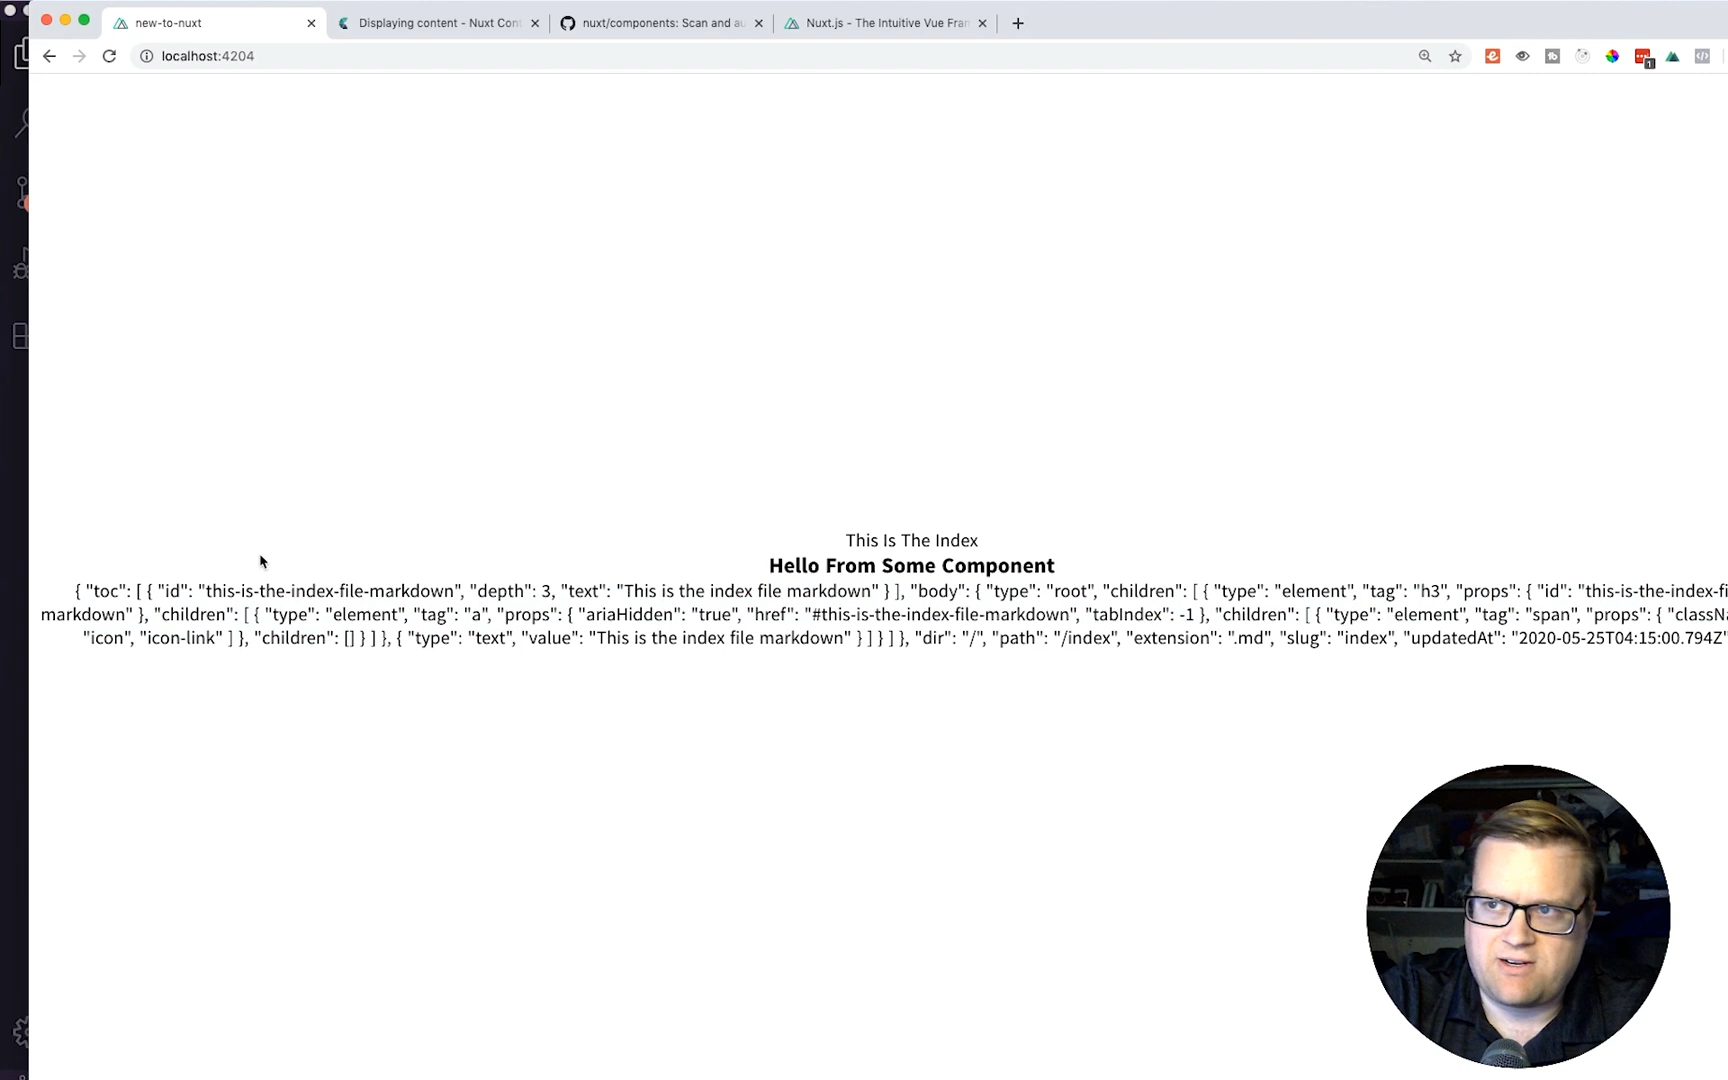 new-to-nuxt
Displaying content - Nuxt Cont
nuxt/components: Scan and au
Nuxt.js - The Intuitive Vue Fram
localhost:4204
1
This Is The Index
Hello From Some Component
{ "toc": [ { "id": "this-is-the-index-file-markdown", "depth": 3, "text": "This is the index file markdown" } ], "body": { "type": "root", "children": [ { "type": "element", "tag": "h3", "props": { "id": "this-is-the-index-fi
markdown" }, "children": [ { "type": "element", "tag": "a", "props": { "ariaHidden": "true", "href": "#this-is-the-index-file-markdown", "tabIndex": -1 }, "children": [ { "type": "element", "tag": "span", "props": { "classNa
"icon", "icon-link" ] }, "children": [] } ] }, { "type": "text", "value": "This is the index file markdown" } ] } ] }, "dir": "/", "path": "/index", "extension": ".md", "slug": "index", "updatedAt": "2020-05-25T04:15:00.794Z"